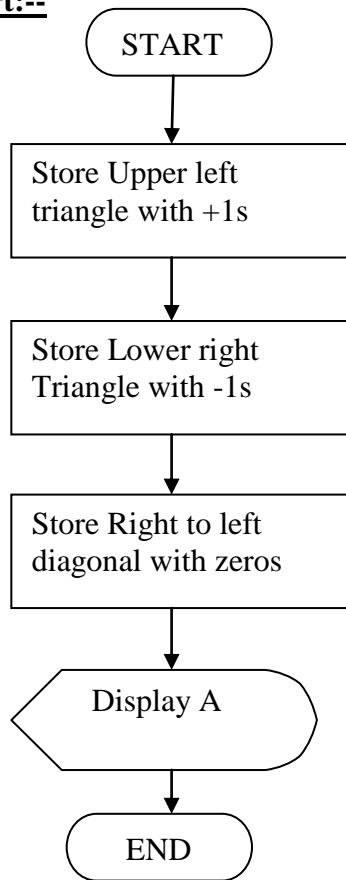 rt:--
START
Store Upper left
triangle with +1s
Store Lower right
Triangle with -1s
Store Right to left
diagonal with zeros
Display A
END